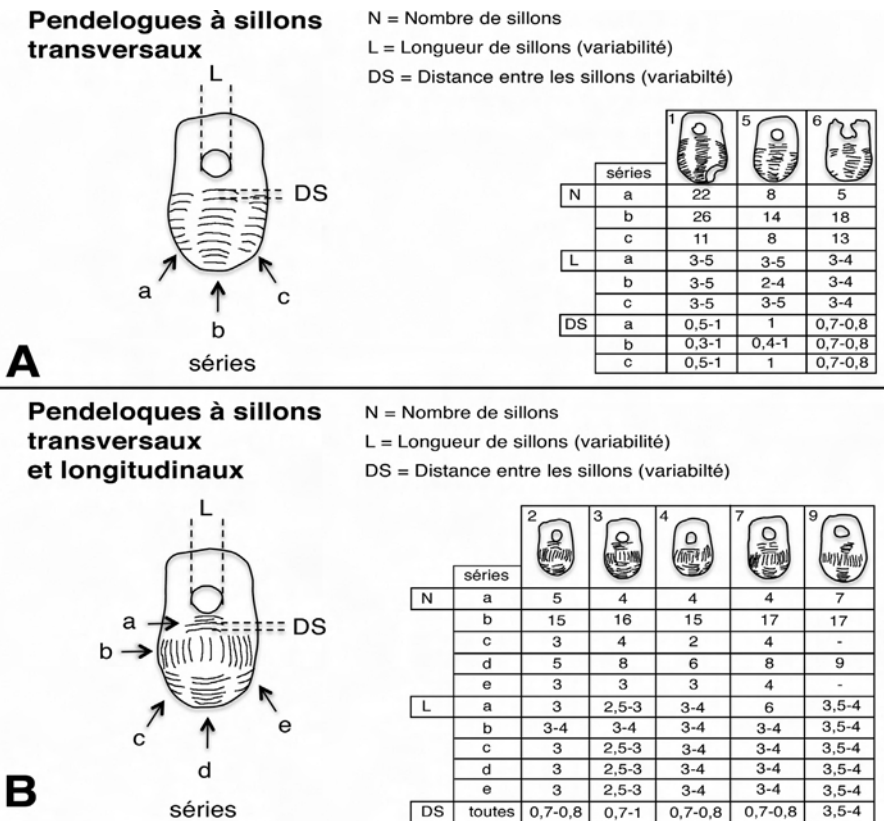 Pendelogues à sillons
transversaux
N = Nombre de sillons
L = Longueur de sillons (variabilité)
DS = Distance entre les sillons (variabilté)
L
DS
a
b
c
séries
A
1 5 6
séries
N a 22 8 5
b 26 14 18
c 11 8 13
L a 3-5 3-5 3-4
b 3-5 2-4 3-4
c 3-5 3-5 3-4
DS a 0,5-1 1 0,7-0,8
b 0,3-1 0,4-1 0,7-0,8
c 0,5-1 1 0,7-0,8
Pendeloques à sillons
transversaux
et longitudinaux
N = Nombre de sillons
L = Longueur de sillons (variabilité)
DS = Distance entre les sillons (variabilté)
L
a
DS
b
c
e
d
séries
B
2 3 4 7 9
séries
N a 5 4 4 4 7
b 15 16 15 17 17
c 3 4 2 4 -
d 5 8 6 8 9
e 3 3 3 4 -
L a 3 2,5-3 3-4 6 3,5-4
b 3-4 3-4 3-4 3-4 3,5-4
c 3 2,5-3 3-4 3-4 3,5-4
d 3 2,5-3 3-4 3-4 3,5-4
e 3 2,5-3 3-4 3-4 3,5-4
DS toutes 0,7-0,8 0,7-1 0,7-0,8 0,7-0,8 3,5-4